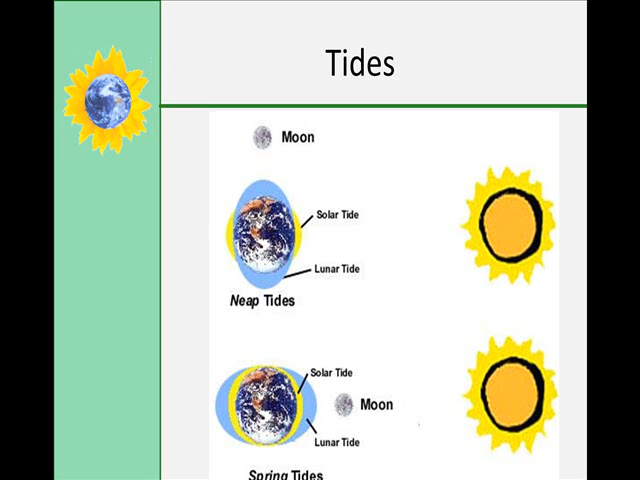 Tides
Moon
Solar Tide
Lunar Tide
Neap Tides
Solar Tide
Moon
Lunar Tide
Spring Tides